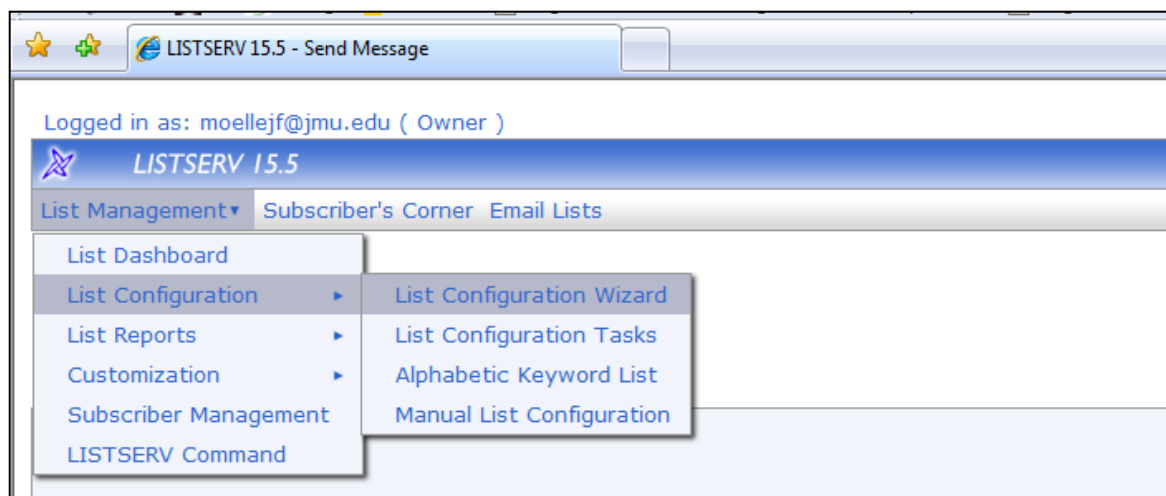 LISTSERV 15.5 - Send Message
Logged in as: moellejf@jmu.edu ( Owner )
LISTSERV 15.5
List Management Subscriber's Corner Email Lists
List Dashboard
List Configuration
List Reports
Customization
Subscriber Management
LISTSERV Command
List Configuration Wizard
List Configuration Tasks
Alphabetic Keyword List
Manual List Configuration